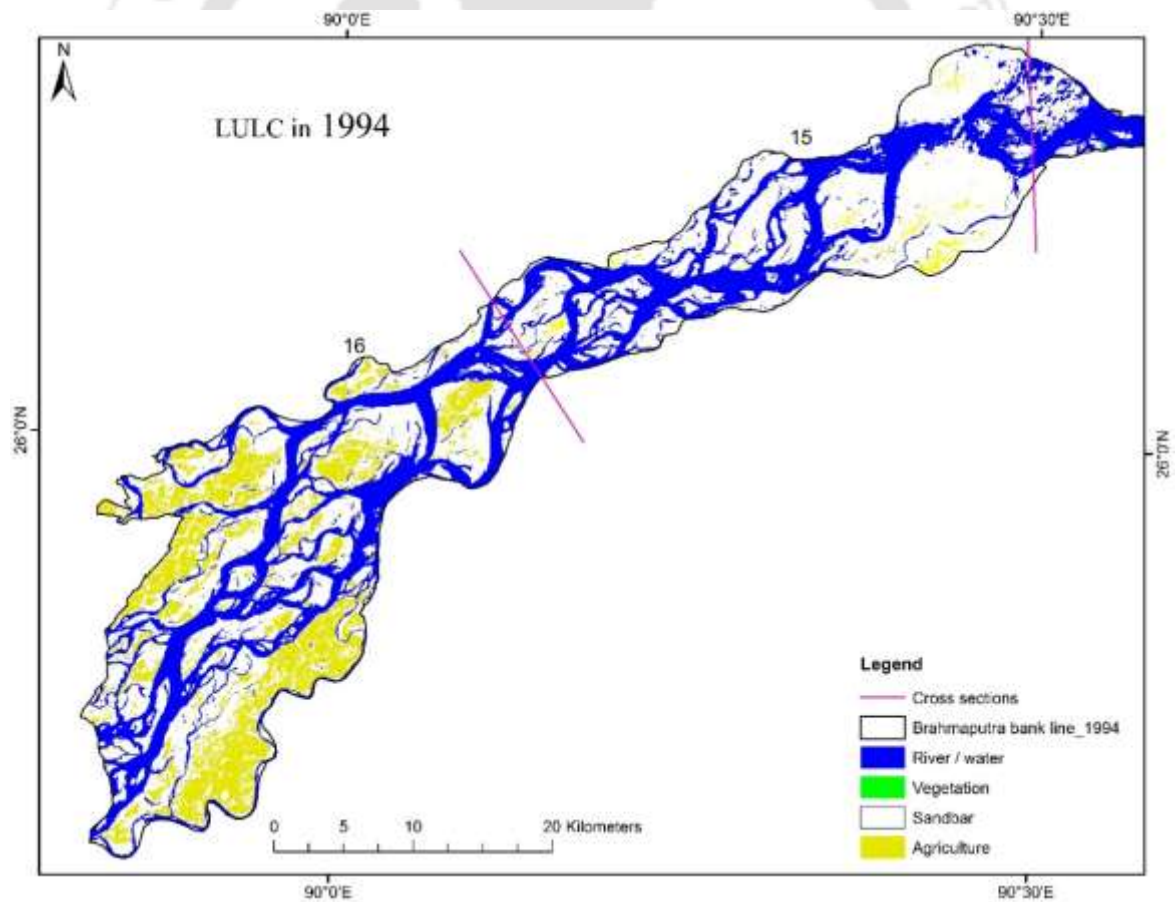 90°0'E 90°30'E
N
LULC in 1994
15
16
26°0'N 26°0'N
Legend
Cross sections
Brahmaputra bank line_1994
River / water
Vegetation
Sandbar
Agriculture
0 5 10 20 Kilometers
90°0'E 90°30'E